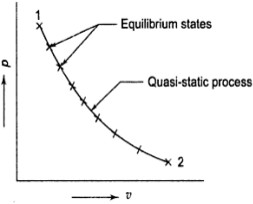 1
Equilibrium states
Quasi-static process
p
2
v